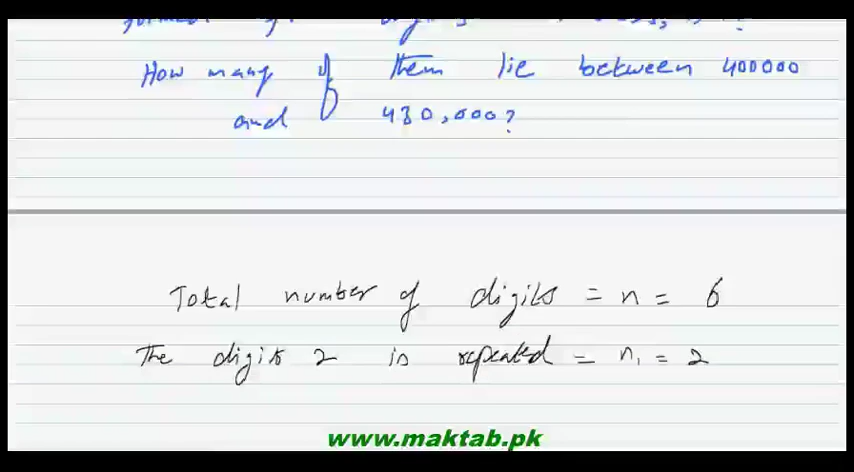 How many of them lie between 400000
and 430,000?
Total number of digits = n = 6
The digit 2 is repeated = n₁ = 2
www.maktab.pk